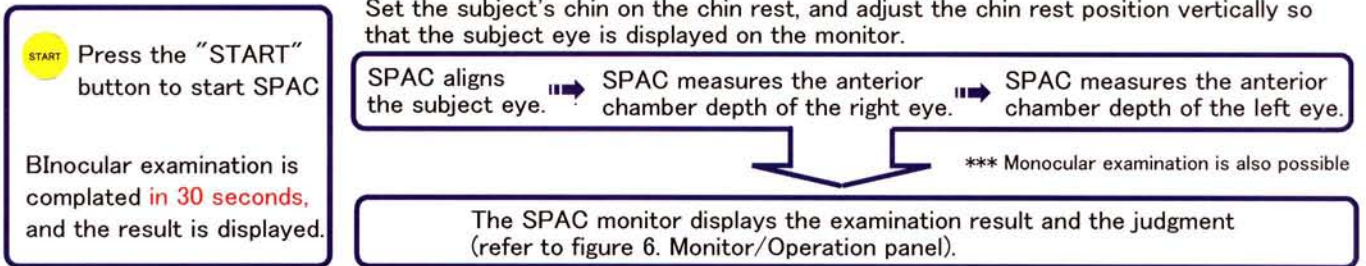 START
Press the "START"
button to start SPAC
BInocular examination is
complated in 30 seconds,
and the result is displayed.
Set the subject's chin on the chin rest, and adjust the chin rest position vertically so
that the subject eye is displayed on the monitor.
SPAC aligns
the subject eye.
SPAC measures the anterior
chamber depth of the right eye.
SPAC measures the anterior
chamber depth of the left eye.
*** Monocular examination is also possible
The SPAC monitor displays the examination result and the judgment
(refer to figure 6. Monitor/Operation panel).